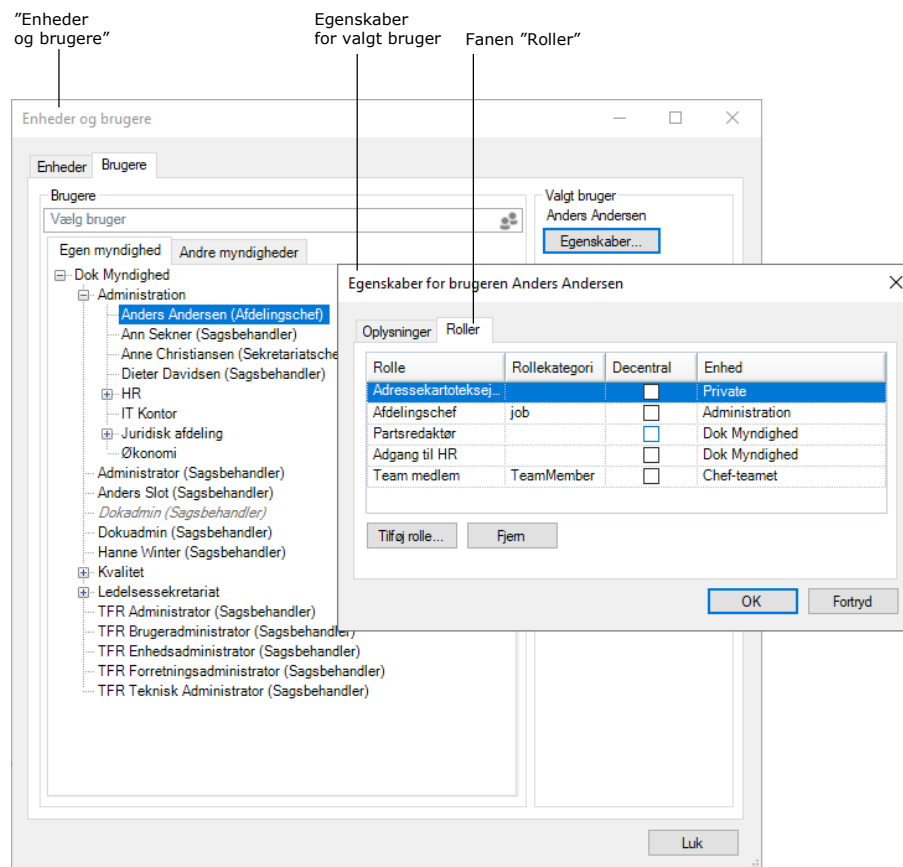 ”Enheder
og brugere”
Egenskaber
for valgt bruger
Fanen ”Roller”
Enheder og brugere
Enheder Brugere
Brugere
Vælg bruger
Egen myndighed Andre myndigheder
Dok Myndighed
Administration
Anders Andersen (Afdelingschef)
Ann Sekner (Sagsbehandler)
Anne Christiansen (Sekretariatsche
Dieter Davidsen (Sagsbehandler)
HR
IT Kontor
Juridisk afdeling
Økonomi
Administrator (Sagsbehandler)
Anders Slot (Sagsbehandler)
Dokadmin (Sagsbehandler)
Dokuadmin (Sagsbehandler)
Hanne Winter (Sagsbehandler)
Kvalitet
Ledelsessekretariat
TFR Administrator (Sagsbehandler)
TFR Brugeradministrator (Sagsbehandler)
TFR Enhedsadministrator (Sagsbehandler)
TFR Forretningsadministrator (Sagsbehandler)
TFR Teknisk Administrator (Sagsbehandler)
Valgt bruger
Anders Andersen
Egenskaber...
Egenskaber for brugeren Anders Andersen
Oplysninger Roller
Rolle Rollekategori Decentral Enhed
Adressekartoteksej... Private
Afdelingschef job Administration
Partsredaktør Dok Myndighed
Adgang til HR Dok Myndighed
Team medlem TeamMember Chef-teamet
Tilføj rolle... Fjern
OK Fortryd
Luk